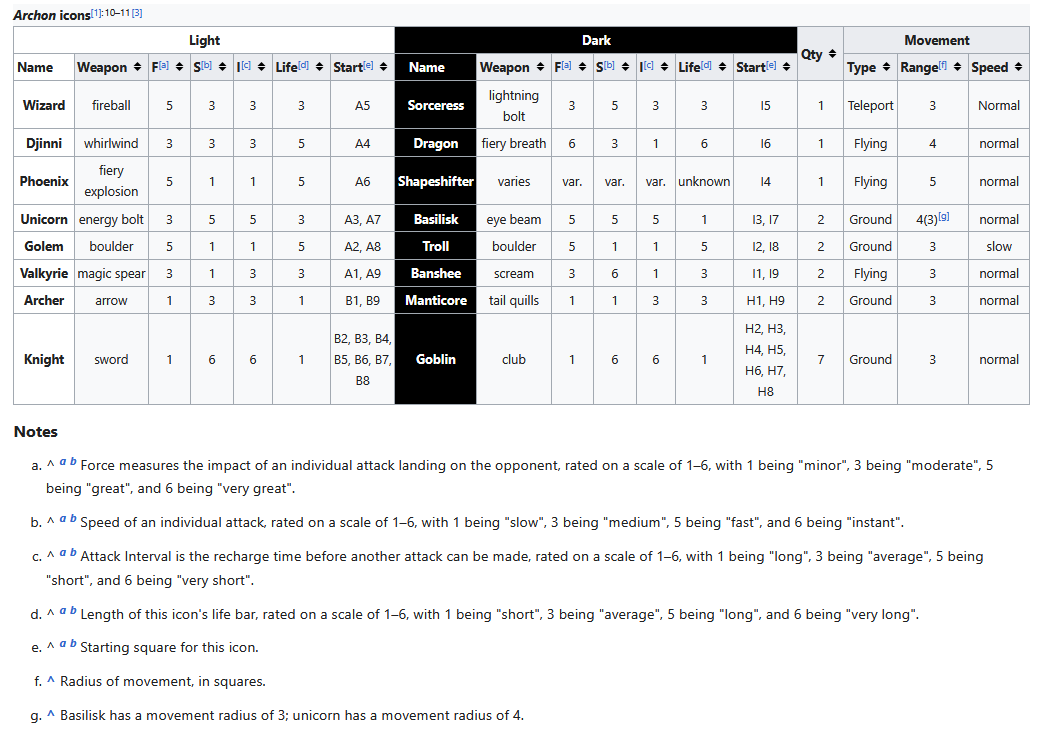 Archon icons[1]:10–11[3]
Light Dark Qty Movement
Name Weapon F[a] S[b] I[c] Life[d] Start[e] Name Weapon F[a] S[b] I[c] Life[d] Start[e] Type Range[f] Speed
Wizard fireball 5 3 3 3 A5 Sorceress lightning bolt 3 5 3 3 I5 1 Teleport 3 Normal
Djinni whirlwind 3 3 3 5 A4 Dragon fiery breath 6 3 1 6 I6 1 Flying 4 normal
Phoenix fiery explosion 5 1 1 5 A6 Shapeshifter varies var. var. var. unknown I4 1 Flying 5 normal
Unicorn energy bolt 3 5 5 3 A3, A7 Basilisk eye beam 5 5 5 1 I3, I7 2 Ground 4(3)[g] normal
Golem boulder 5 1 1 5 A2, A8 Troll boulder 5 1 1 5 I2, I8 2 Ground 3 slow
Valkyrie magic spear 3 1 3 3 A1, A9 Banshee scream 3 6 1 3 I1, I9 2 Flying 3 normal
Archer arrow 1 3 3 1 B1, B9 Manticore tail quills 1 1 3 3 H1, H9 2 Ground 3 normal
Knight sword 1 6 6 1 B2, B3, B4, B5, B6, B7, B8 Goblin club 1 6 6 1 H2, H3, H4, H5, H6, H7, H8 7 Ground 3 normal
Notes
a. ^ a b Force measures the impact of an individual attack landing on the opponent, rated on a scale of 1–6, with 1 being "minor", 3 being "moderate", 5
being "great", and 6 being "very great".
b. ^ a b Speed of an individual attack, rated on a scale of 1–6, with 1 being "slow", 3 being "medium", 5 being "fast", and 6 being "instant".
c. ^ a b Attack Interval is the recharge time before another attack can be made, rated on a scale of 1–6, with 1 being "long", 3 being "average", 5 being
"short", and 6 being "very short".
d. ^ a b Length of this icon's life bar, rated on a scale of 1–6, with 1 being "short", 3 being "average", 5 being "long", and 6 being "very long".
e. ^ a b Starting square for this icon.
f. ^ Radius of movement, in squares.
g. ^ Basilisk has a movement radius of 3; unicorn has a movement radius of 4.